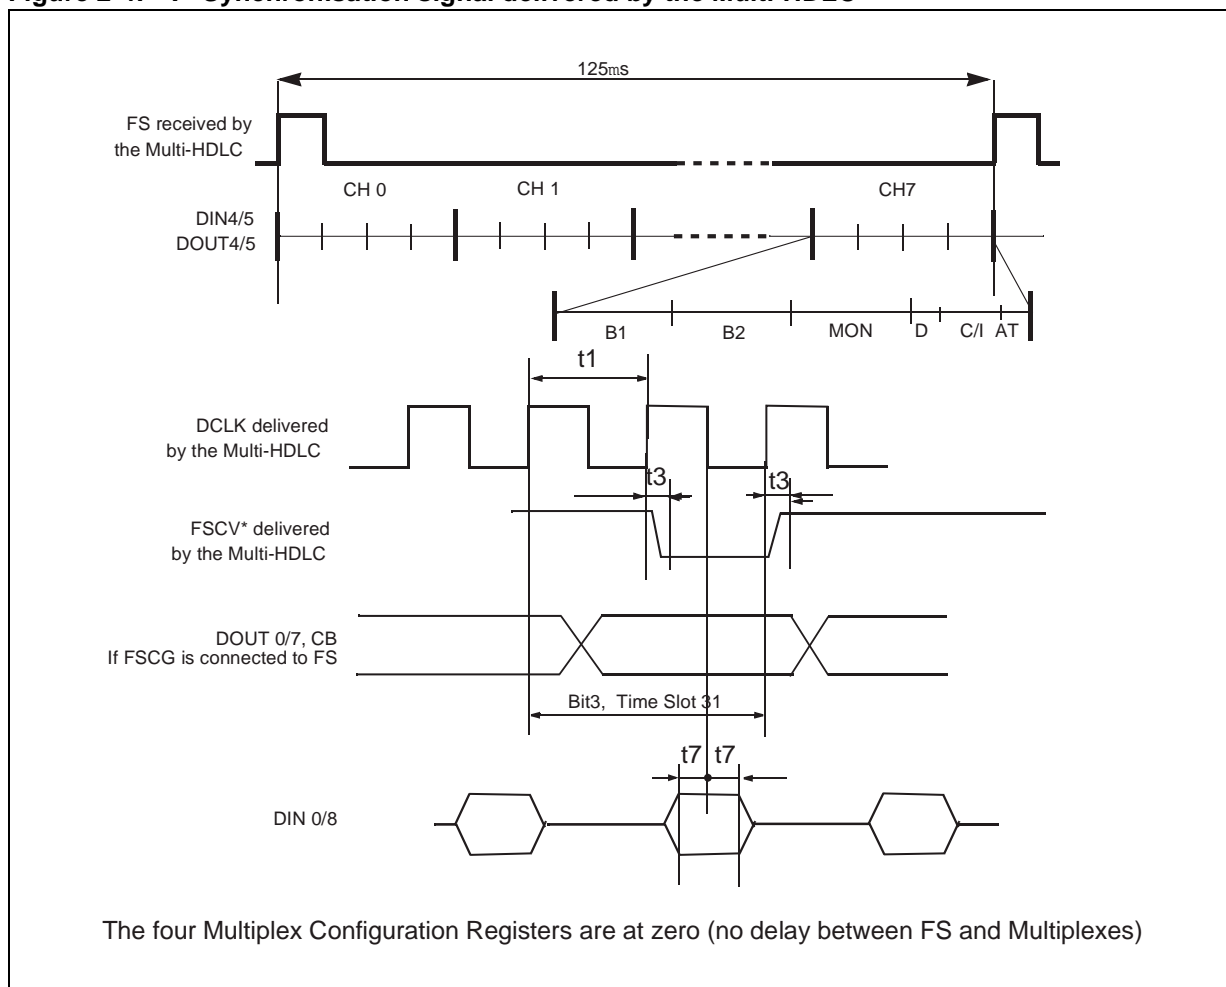 125ms
FS received by
the Multi-HDLC
CH 0
CH 1
CH7
DIN4/5
DOUT4/5
B1
B2
MON
D
C/I
AT
t1
DCLK delivered
by the Multi-HDLC
t3
t3
FSCV* delivered
by the Multi-HDLC
DOUT 0/7, CB
If FSCG is connected to FS
Bit3, Time Slot 31
t7
t7
DIN 0/8
The four Multiplex Configuration Registers are at zero (no delay between FS and Multiplexes)